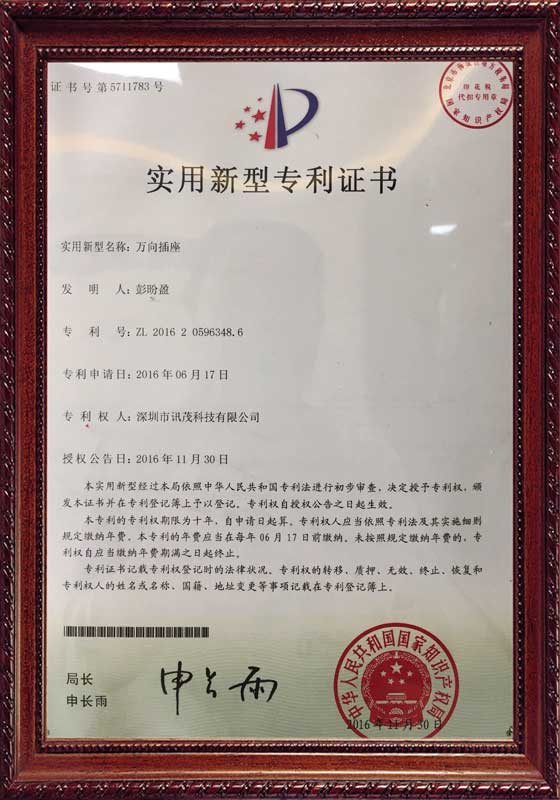 证书号第5711783号
印花税
代扣专用章
国家知识产权局
实用新型专利证书
实用新型名称：万向插座
发明人：彭盼盈
专利号：ZL 2016 2 0596348.6
专利申请日：2016年06月17日
专利权人：深圳市讯茂科技有限公司
授权公告日：2016年11月30日
本实用新型经过本局依照中华人民共和国专利法进行初步审查，决定授予专利权，颁
发本证书并在专利登记簿上予以登记。专利权自授权公告之日起生效。
本专利的专利权期限为十年，自申请日起算。专利权人应当依照专利法及其实施细则
规定缴纳年费。本专利的年费应当在每年06月17日前缴纳。未按照规定缴纳年费的，专
利权自应当缴纳年费期满之日起终止。
专利证书记载专利权登记时的法律状况。专利权的转移、质押、无效、终止、恢复和
专利权人的姓名或名称、国籍、地址变更等事项记载在专利登记簿上。
局长
申长雨
申长雨
中华人民共和国国家知识产权局
2016年11月30日